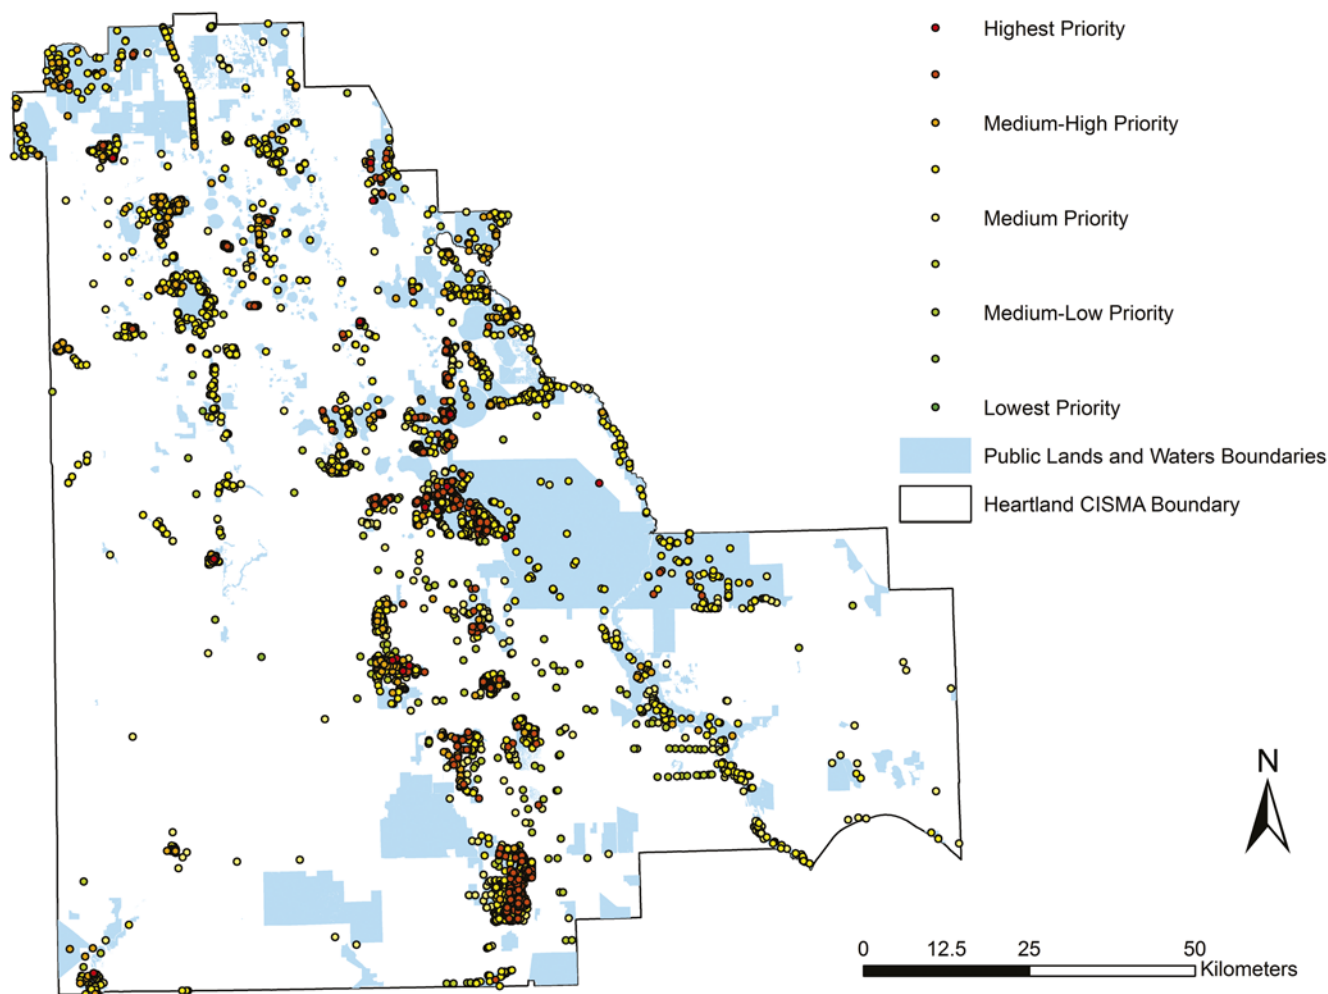 Highest Priority
Medium-High Priority
Medium Priority
Medium-Low Priority
Lowest Priority
Public Lands and Waters Boundaries
Heartland CISMA Boundary
N
0 12.5 25 50
Kilometers